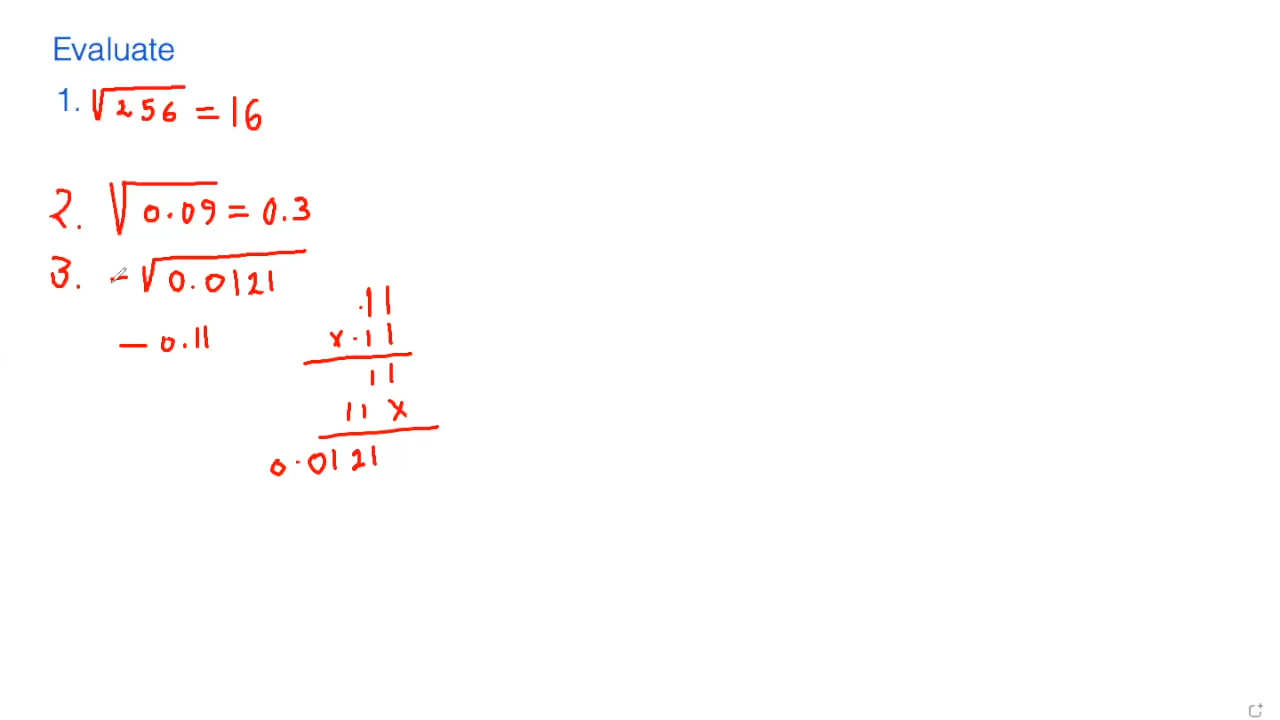 Evaluate
1. √256 = 16
2. √0.09 = 0.3
3. -√0.0121
- 0.11
.11
x .11
11
11 x
0.0121